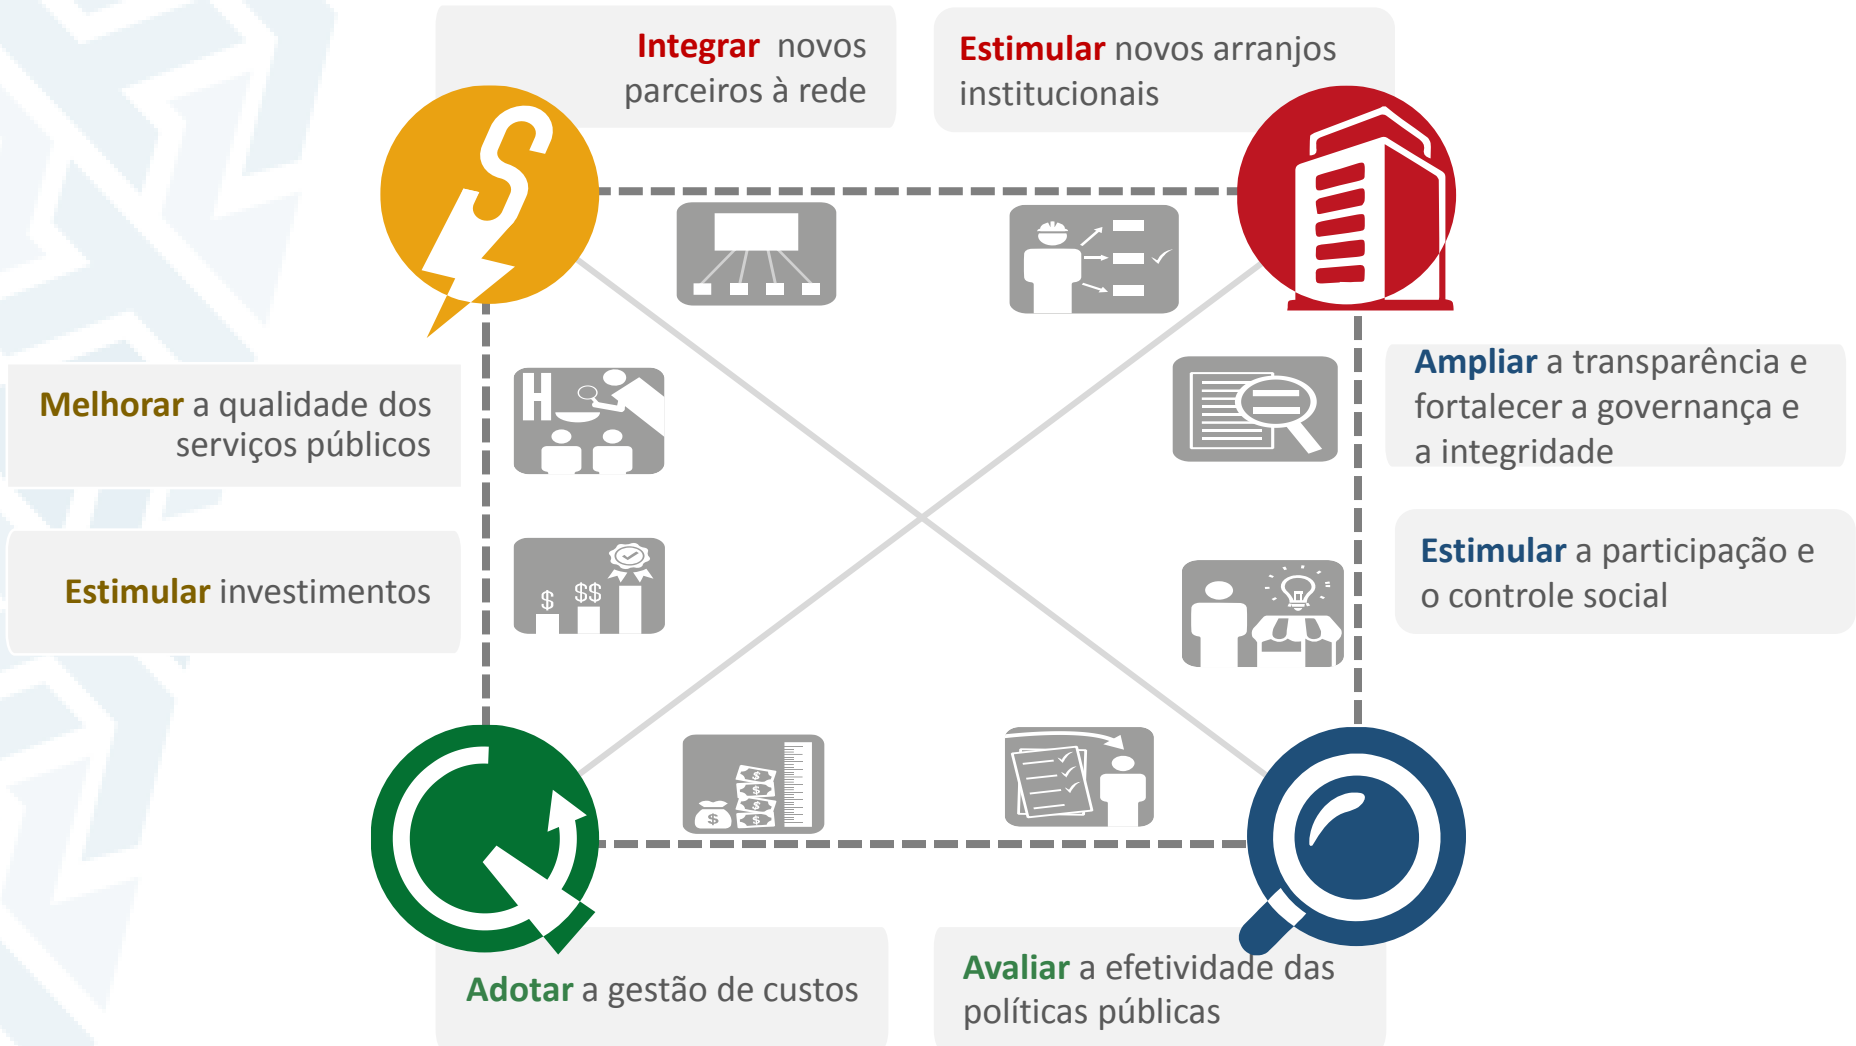 Integrar novos
parceiros à rede
Estimular novos arranjos
institucionais
Melhorar a qualidade dos
serviços públicos
Ampliar a transparência e
fortalecer a governança e
a integridade
Estimular investimentos
Estimular a participação e
o controle social
Adotar a gestão de custos
Avaliar a efetividade das
políticas públicas
S
H
$
$$
$
$
$
$
$